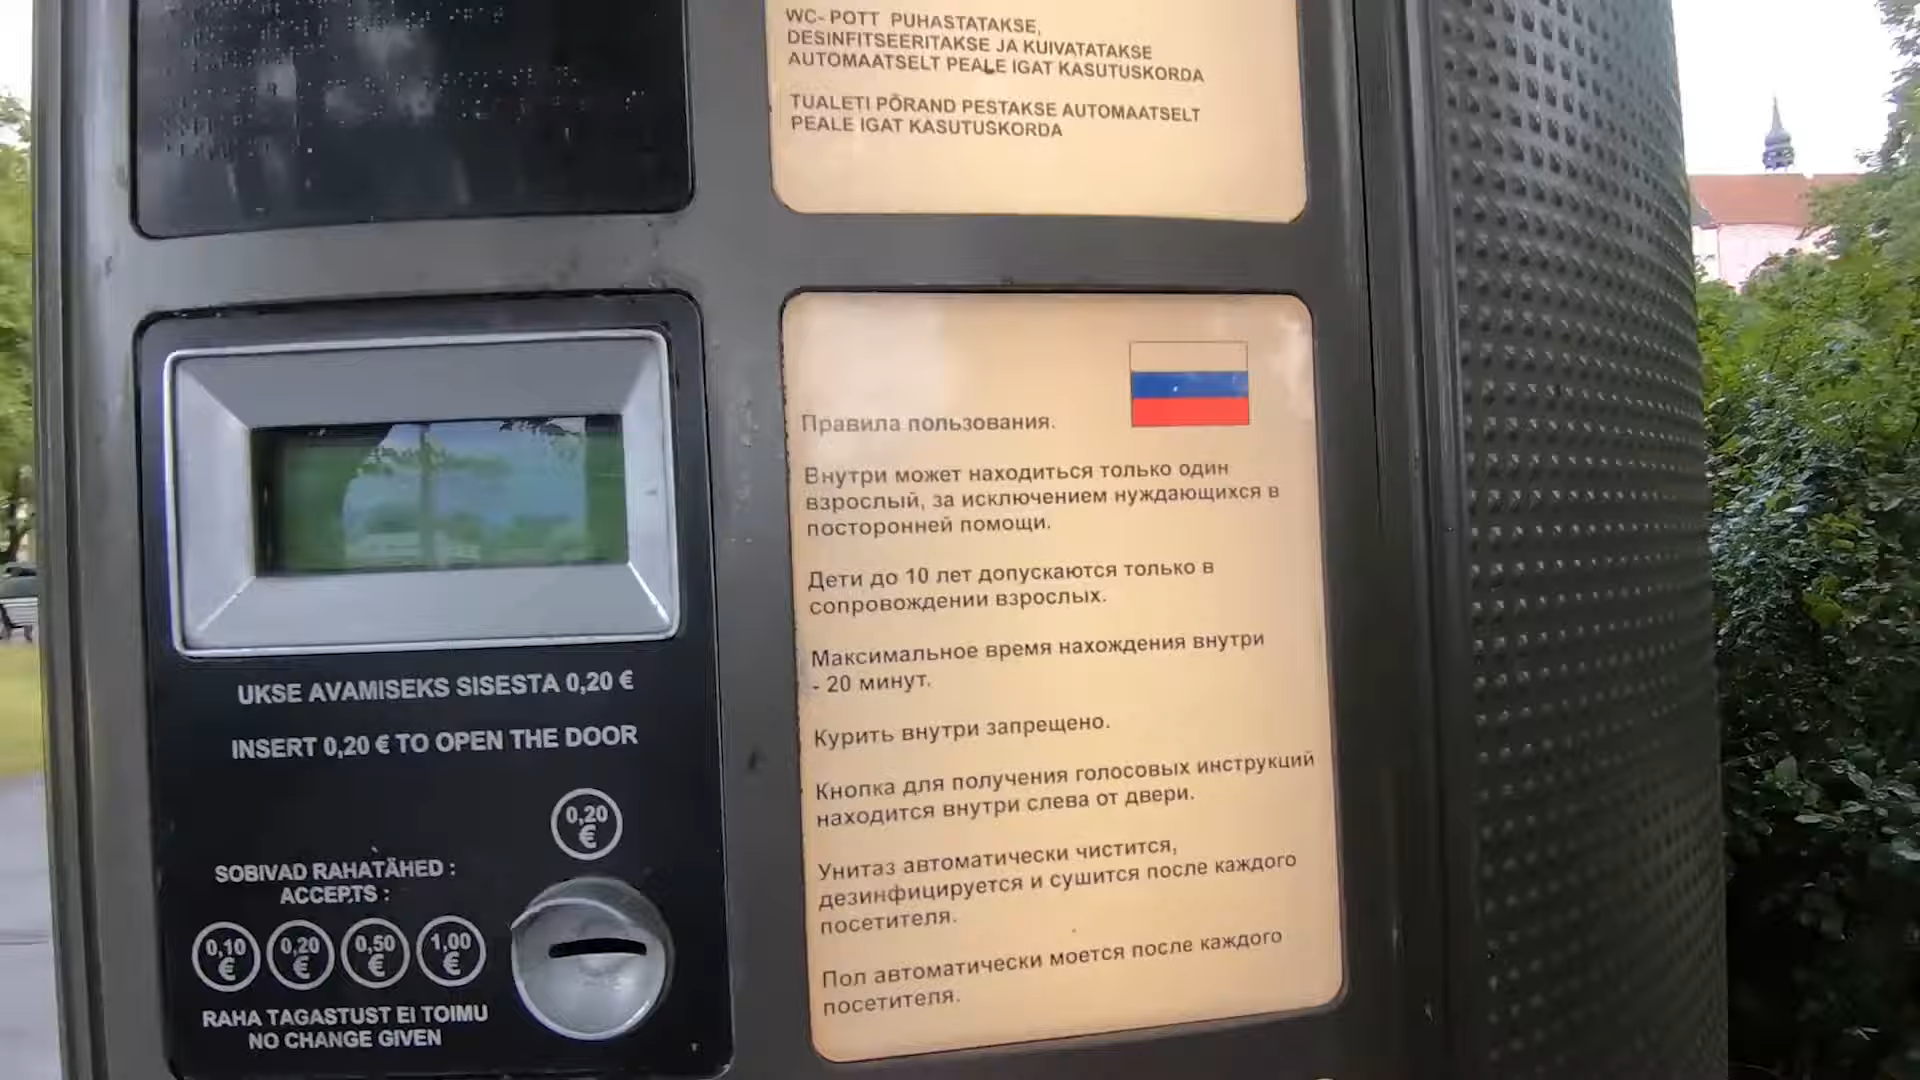 WC- POTT PUHASTATAKSE,
DESINFITSEERITAKSE JA KUIVATATAKSE
AUTOMAATSELT PEALE IGAT KASUTUSKORDA
TUALETI PÕRAND PESTAKSE AUTOMAATSELT
PEALE IGAT KASUTUSKORDA
UKSE AVAMISEKS SISESTA 0,20 €
INSERT 0,20 € TO OPEN THE DOOR
0,20
€
SOBIVAD RAHATÄHED :
ACCEPTS :
0,10 € 0,20 € 0,50 € 1,00 €
RAHA TAGASTUST EI TOIMU
NO CHANGE GIVEN
Правила пользования.
Внутри может находиться только один
взрослый, за исключением нуждающихся в
посторонней помощи.
Дети до 10 лет допускаются только в
сопровождении взрослых.
Максимальное время нахождения внутри
- 20 минут.
Курить внутри запрещено.
Кнопка для получения голосовых инструкций
находится внутри слева от двери.
Унитаз автоматически чистится,
дезинфицируется и сушится после каждого
посетителя.
Пол автоматически моется после каждого
посетителя.